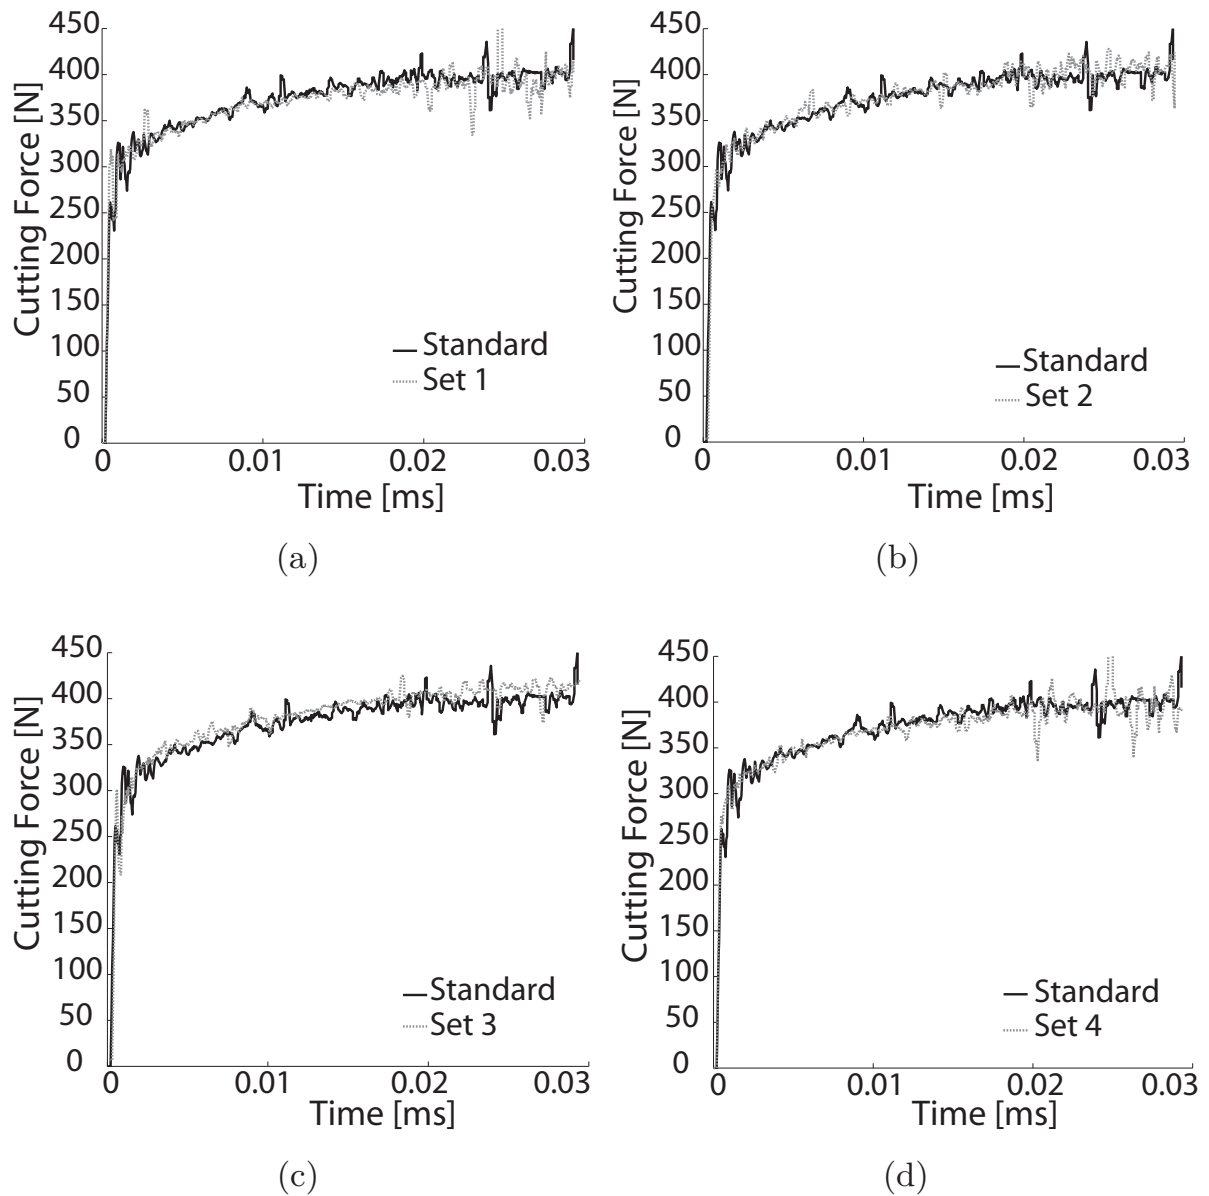 450
400
350
300
250
200
150
100
50
0
Cutting Force [N]
Standard
Set 1
0 0.01 0.02 0.03
Time [ms]
(a)
450
400
350
300
250
200
150
100
50
0
Cutting Force [N]
Standard
Set 2
0 0.01 0.02 0.03
Time [ms]
(b)
450
400
350
300
250
200
150
100
50
0
Cutting Force [N]
Standard
Set 3
0 0.01 0.02 0.03
Time [ms]
(c)
450
400
350
300
250
200
150
100
50
0
Cutting Force [N]
Standard
Set 4
0 0.01 0.02 0.03
Time [ms]
(d)